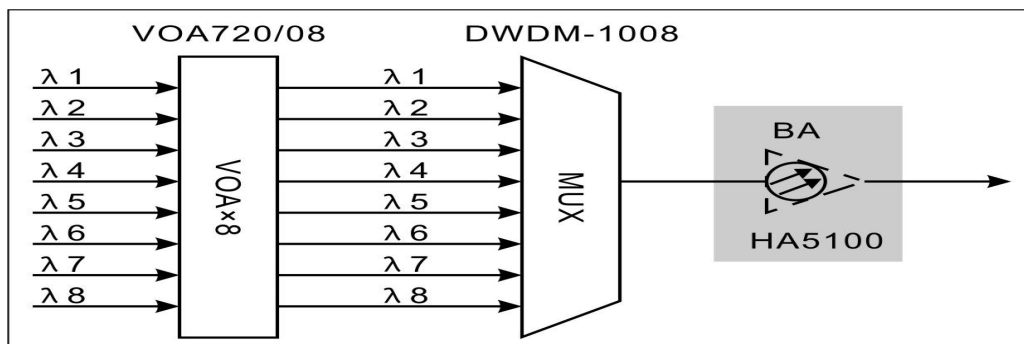 VOA720/08 DWDM-1008
λ 1 λ 1
λ 2 λ 2
λ 3 λ 3
λ 4 λ 4
λ 5 λ 5
λ 6 λ 6
λ 7 λ 7
λ 8 λ 8
VOA×8
MUX
BA
HA5100